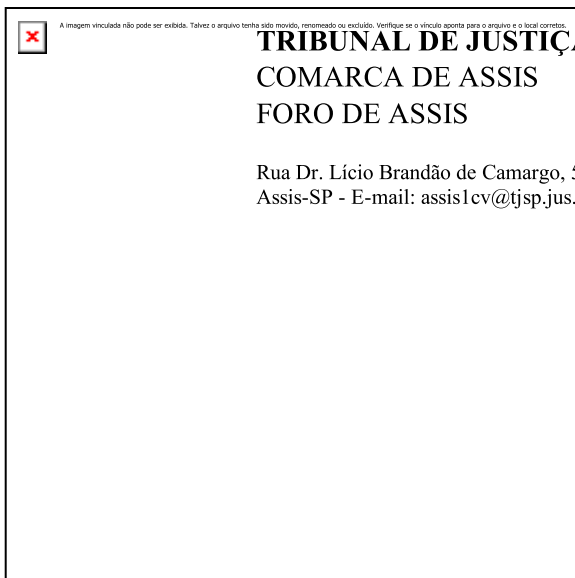 A imagem vinculada não pode ser exibida. Talvez o arquivo tenha sido movido, renomeado ou excluído. Verifique se o vínculo aponta para o arquivo e o local corretos.
TRIBUNAL DE JUSTIÇA
COMARCA DE ASSIS
FORO DE ASSIS
Rua Dr. Lício Brandão de Camargo, 5
Assis-SP - E-mail: assis1cv@tjsp.jus.